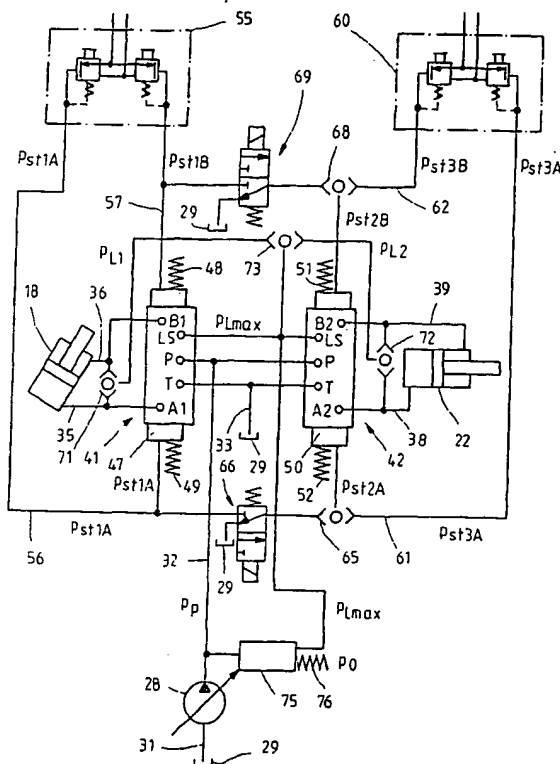 55
60
69
68
Pst1A
Pst1B
Pst3B
Pst3A
29
57
62
Pst2B
PL1
PL2
73
18
36
48
51
39
PLmax
B1
LS
P
T
A1
B2
LS
P
T
A2
72
22
35
71
41
47
33
29
50
42
38
49
66
52
Pst1A
Pst2A
Pst1A
65
Pst3A
56
29
61
32
Pp
PLmax
28
P0
75
76
31
29